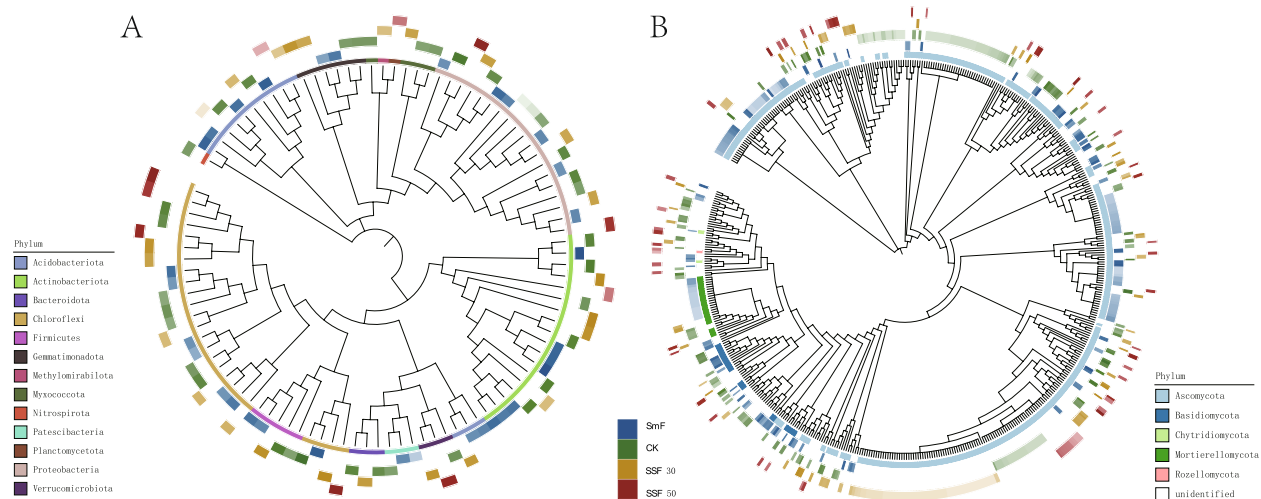 A
B
Phylum
Acidobacteriota
Actinobacteriota
Bacteroidota
Chloroflexi
Firmicutes
Gemmatimonadota
Methylomirabilota
Myxococcota
Nitrospirota
Patescibacteria
Planctomycetota
Proteobacteria
Verrucomicrobiota
SmF
CK
SSF 30
SSF 50
Phylum
Ascomycota
Basidiomycota
Chytridiomycota
Mortierellomycota
Rozellomycota
unidentified